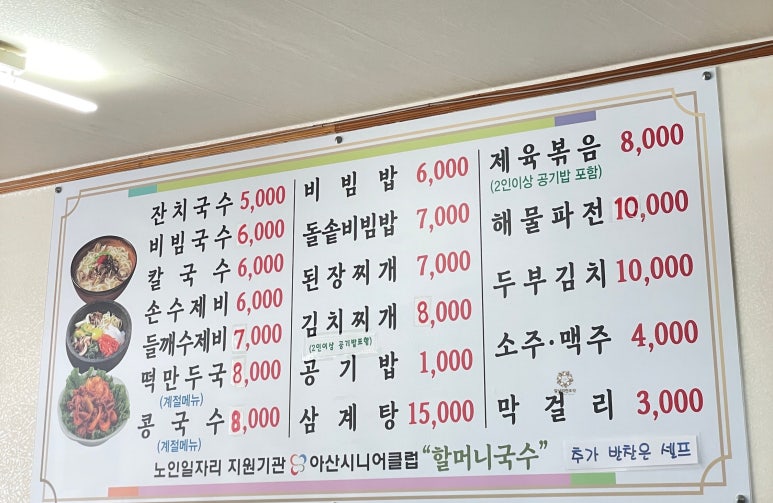 잔치국수 5,000
비빔국수 6,000
칼국수 6,000
손수제비 6,000
들깨수제비 7,000
떡만두국 8,000
(계절메뉴)
콩국수 8,000
(계절메뉴)
비빔밥 6,000
돌솥비빔밥 7,000
된장찌개 7,000
김치찌개 8,000
(2인이상 공기밥포함)
공기밥 1,000
삼계탕 15,000
제육볶음 8,000
(2인이상 공기밥 포함)
해물파전 10,000
두부김치 10,000
소주·맥주 4,000
막걸리 3,000
노인일자리 지원기관 아산시니어클럽 "할머니국수"
추가 반찬은 셀프